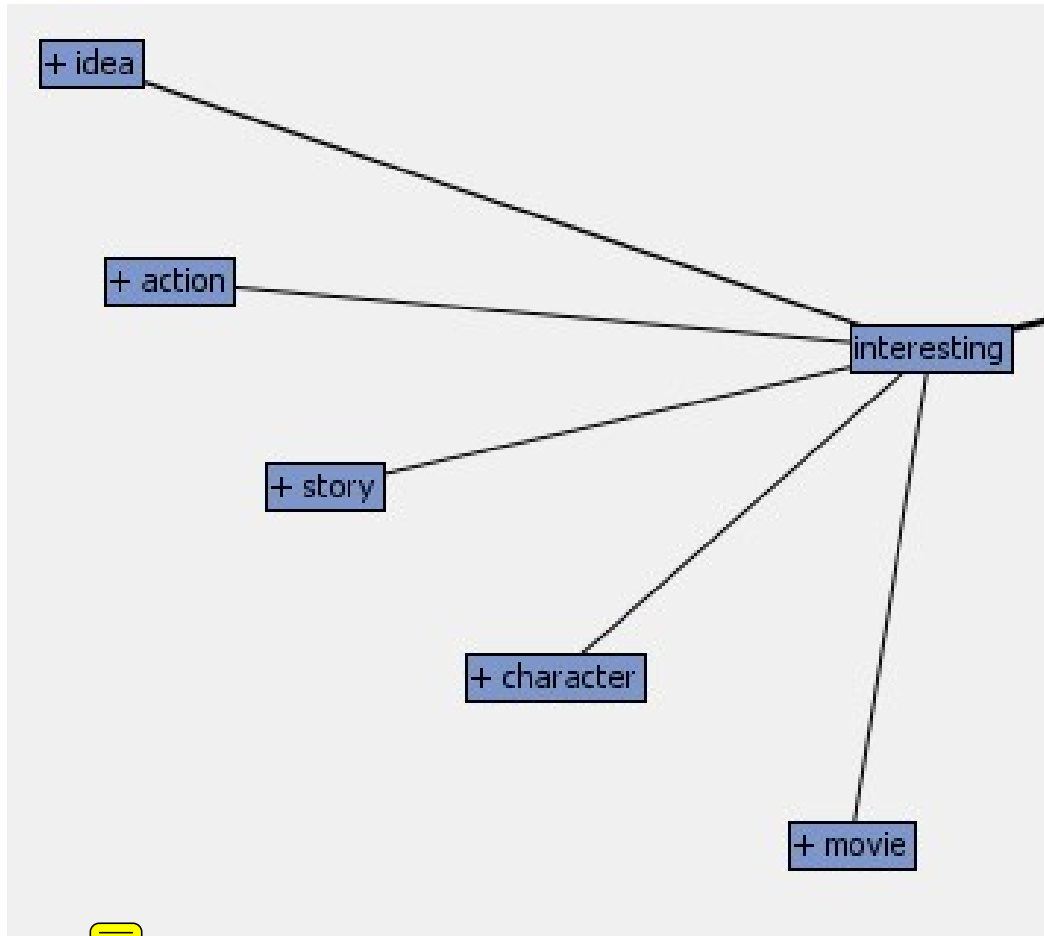 + idea
+ action
interesting
+ story
+ character
+ movie